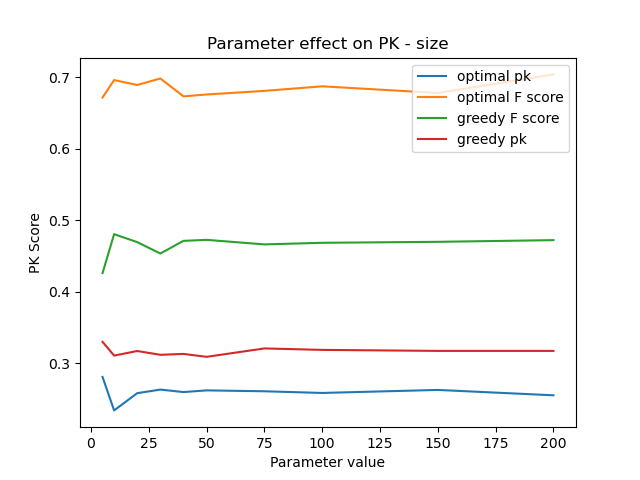 Parameter effect on PK - size
optimal pk
optimal F score
greedy F score
greedy pk
0.7
0.6
0.5
0.4
0.3
PK Score
0 25 50 75 100 125 150 175 200
Parameter value